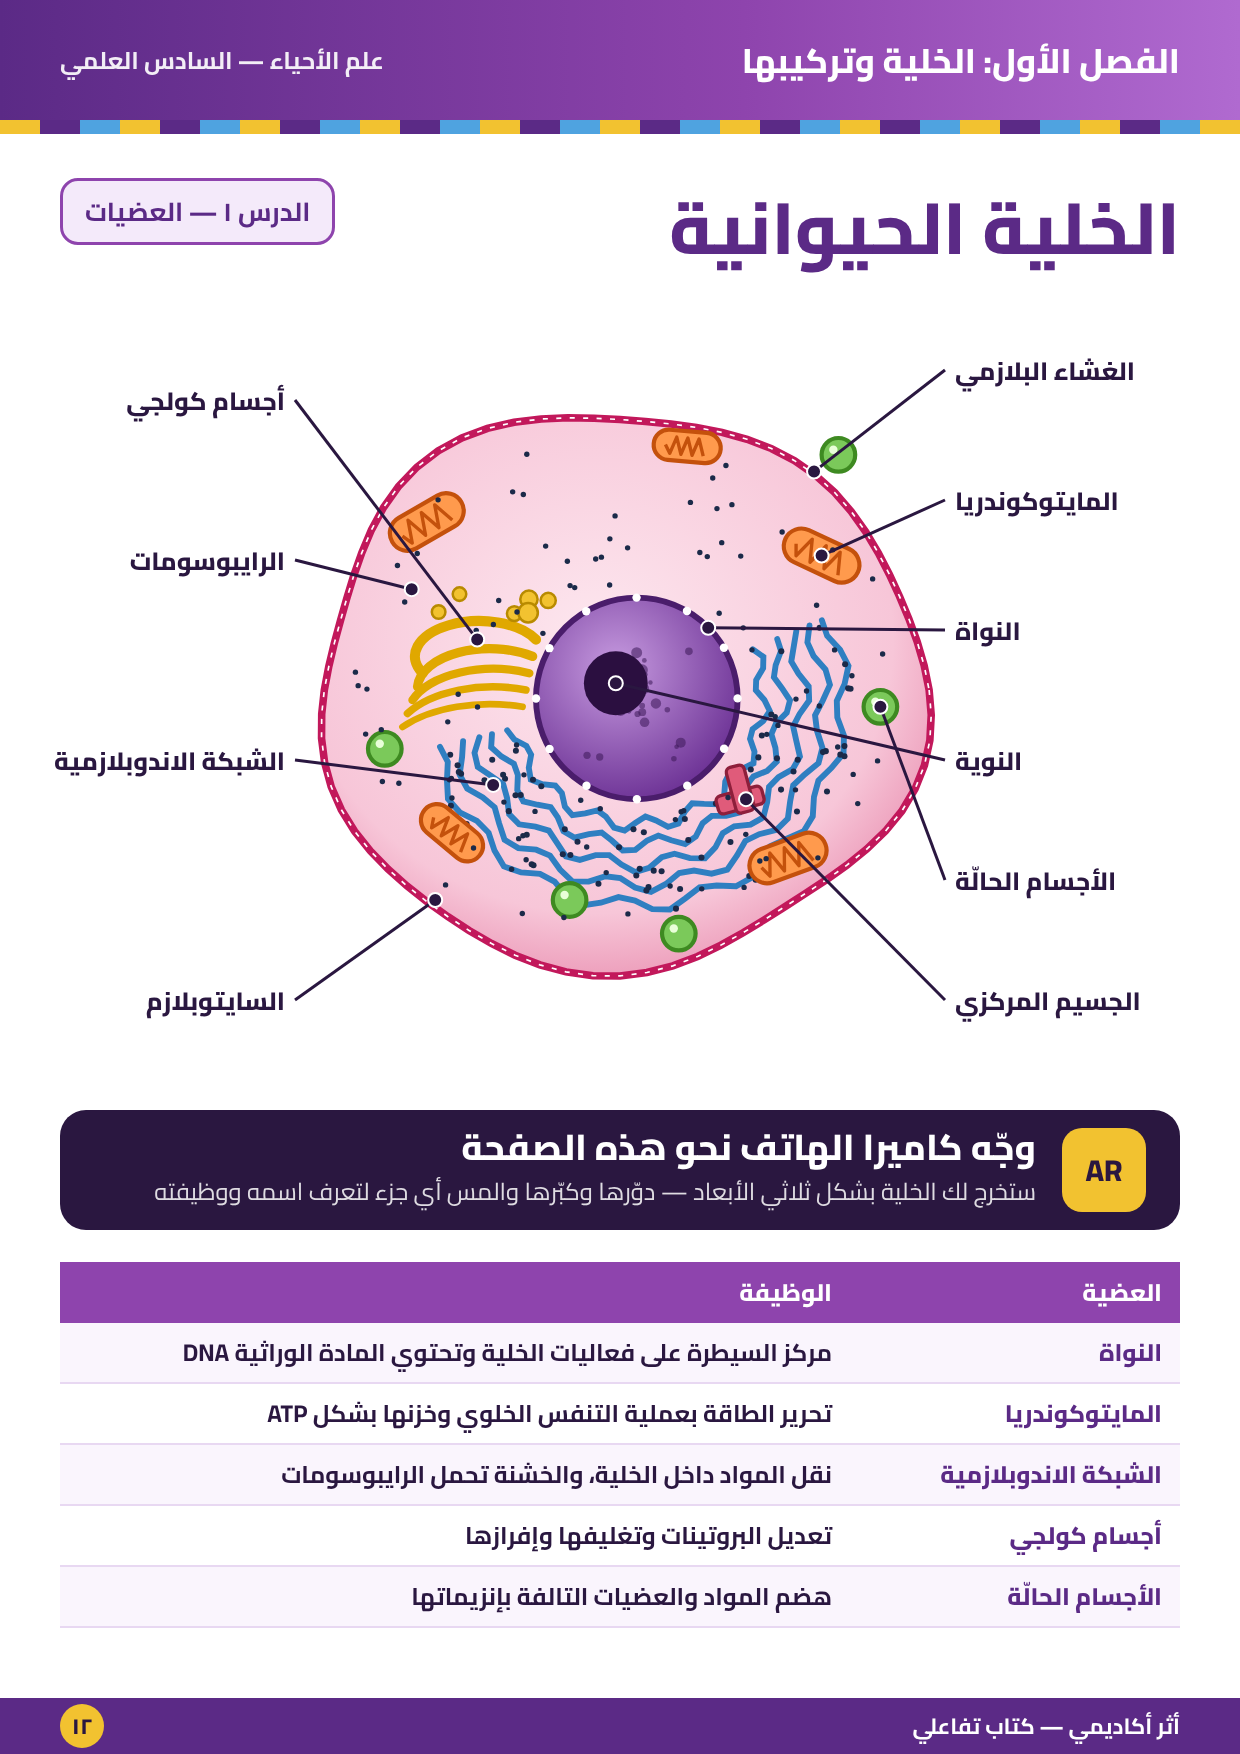 الفصل الأول: الخلية وتركيبها
علم الأحياء — السادس العلمي
الخلية الحيوانية
الدرس ١ — العضيات
الغشاء البلازمي
أجسام كولجي
المايتوكوندريا
الرايبوسومات
النواة
الشبكة الاندوبلازمية
النوية
الأجسام الحالّة
السايتوبلازم
الجسيم المركزي
AR
وجّه كاميرا الهاتف نحو هذه الصفحة
ستخرج لك الخلية بشكل ثلاثي الأبعاد — دوّرها وكبّرها والمس أي جزء لتعرف اسمه ووظيفته
العضية الوظيفة
النواة مركز السيطرة على فعاليات الخلية وتحتوي المادة الوراثية DNA
المايتوكوندريا تحرير الطاقة بعملية التنفس الخلوي وخزنها بشكل ATP
الشبكة الاندوبلازمية نقل المواد داخل الخلية، والخشنة تحمل الرايبوسومات
أجسام كولجي تعديل البروتينات وتغليفها وإفرازها
الأجسام الحالّة هضم المواد والعضيات التالفة بإنزيماتها
أثر أكاديمي — كتاب تفاعلي
١٢